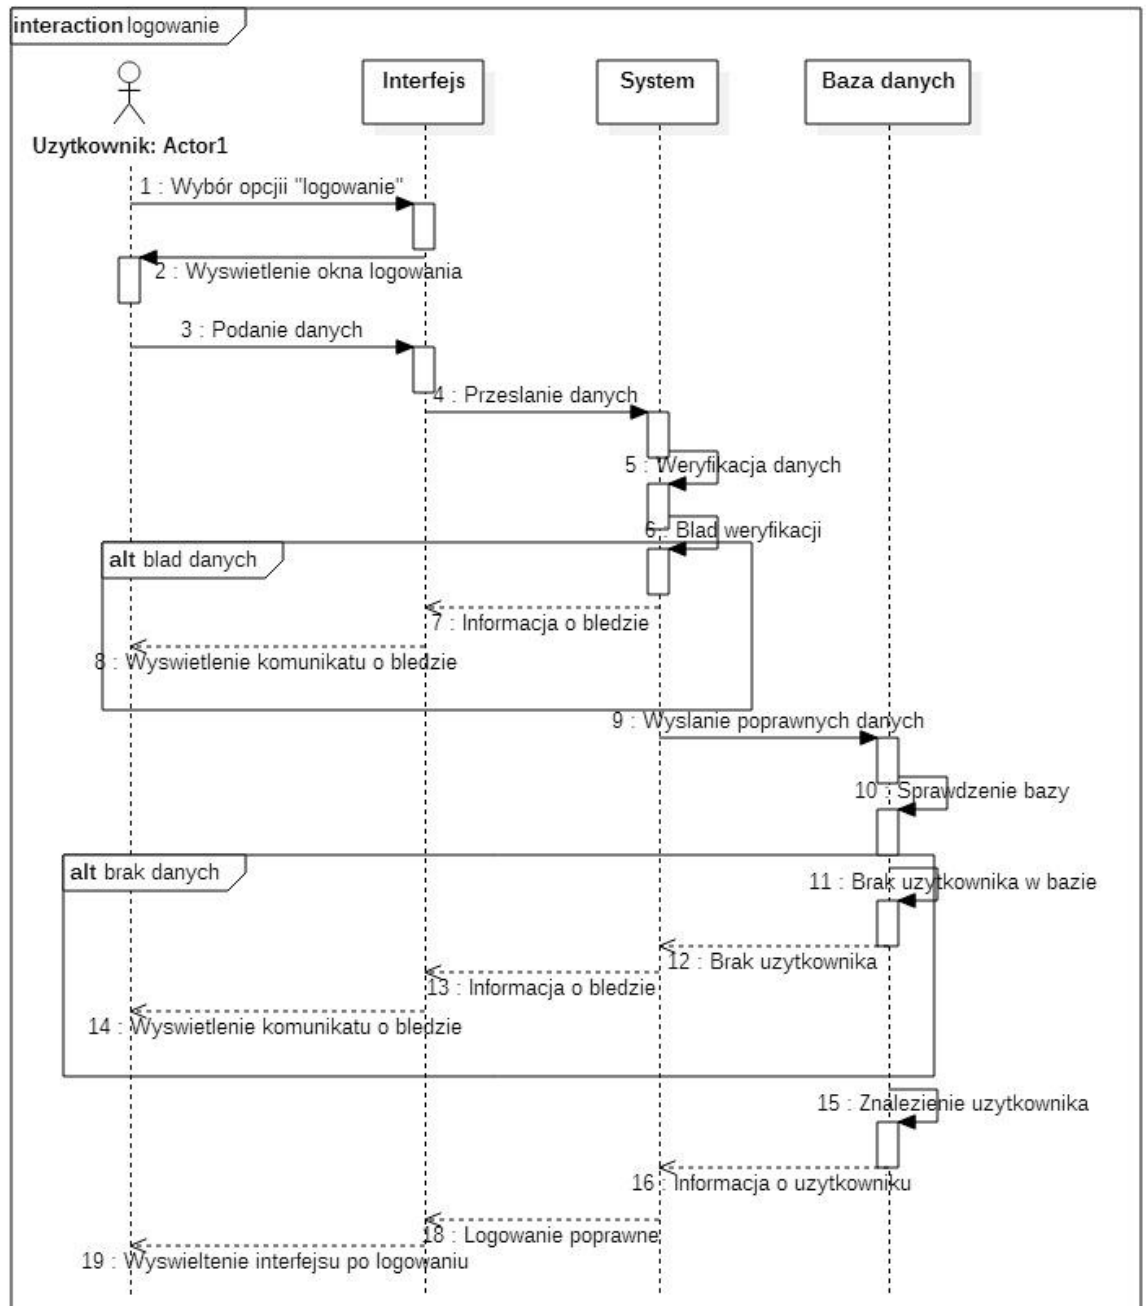 interaction logowanie
Interfejs
System
Baza danych
Uzytkownik: Actor1
1 : Wybór opcjii "logowanie"
2 : Wyswietlenie okna logowania
3 : Podanie danych
4 : Przeslanie danych
5 : Weryfikacja danych
6 : Blad weryfikacji
alt blad danych
7 : Informacja o bledzie
8 : Wyswietlenie komunikatu o bledzie
9 : Wyslanie poprawnych danych
10 : Sprawdzenie bazy
alt brak danych
11 : Brak uzytkownika w bazie
12 : Brak uzytkownika
13 : Informacja o bledzie
14 : Wyswietlenie komunikatu o bledzie
15 : Znalezienie uzytkownika
16 : Informacja o uzytkowniku
18 : Logowanie poprawne
19 : Wyswieltenie interfejsu po logowaniu